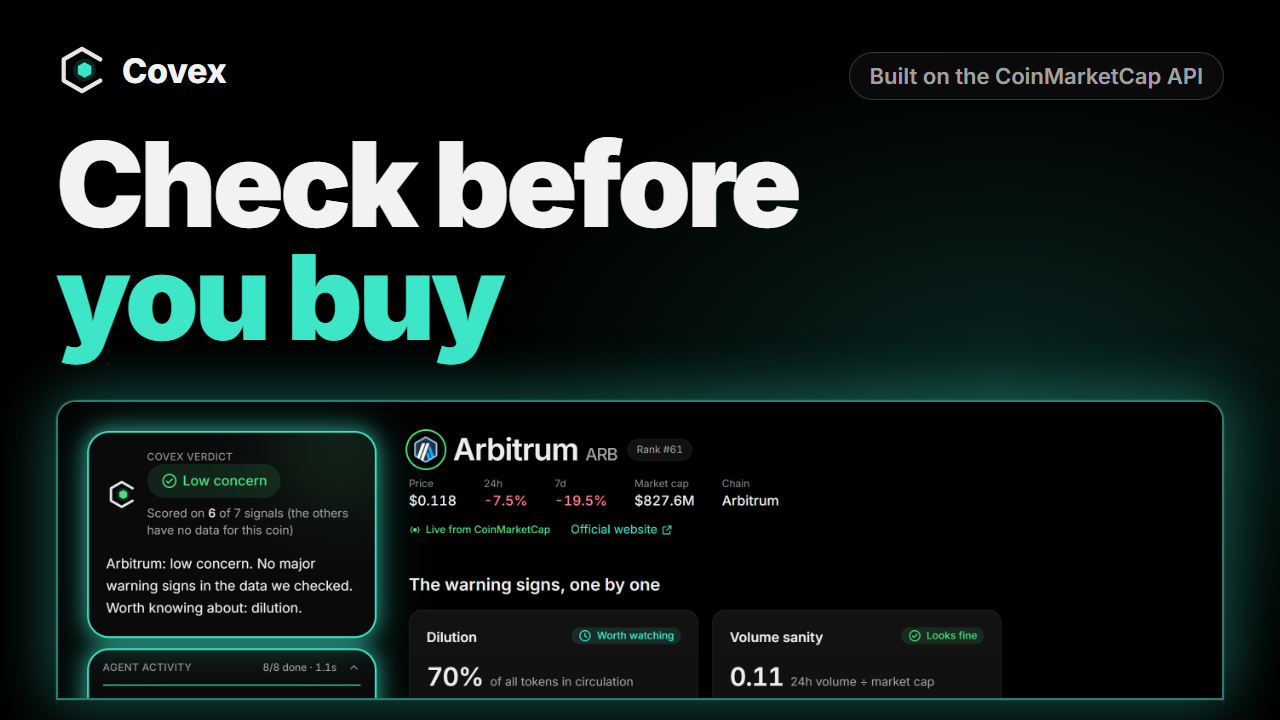 Covex
Built on the CoinMarketCap API
Check before
you buy
COVEX VERDICT
Low concern
Scored on 6 of 7 signals (the others
have no data for this coin)
Arbitrum: low concern. No major
warning signs in the data we checked.
Worth knowing about: dilution.
AGENT ACTIVITY
8/8 done · 1.1s
Arbitrum ARB Rank #61
Price 24h 7d Market cap Chain
$0.118 -7.5% -19.5% $827.6M Arbitrum
Live from CoinMarketCap Official website
The warning signs, one by one
Dilution Worth watching
70% of all tokens in circulation
Volume sanity Looks fine
0.11 24h volume ÷ market cap